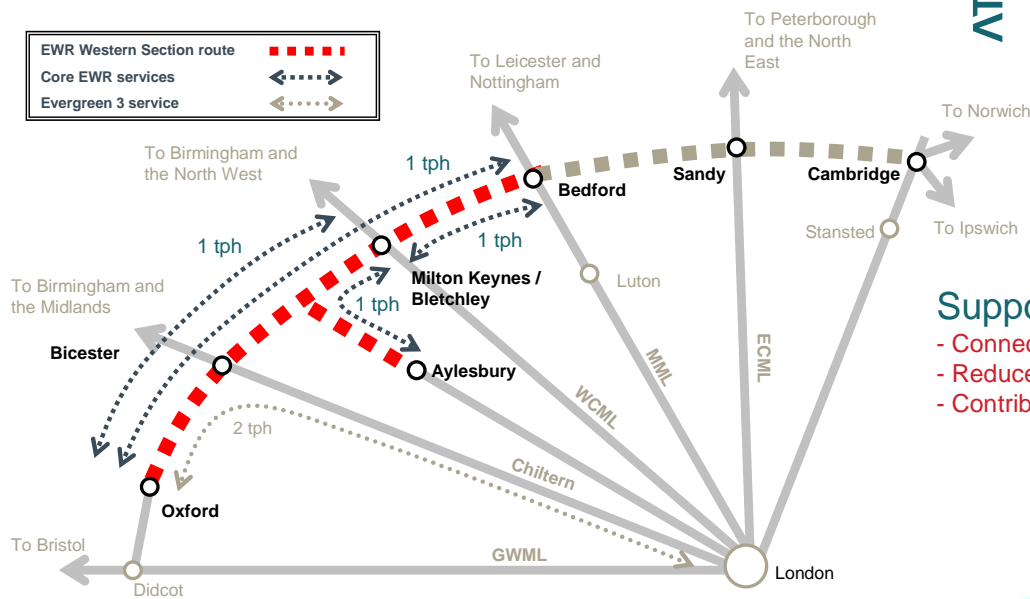 To Peterborough
and the North
East
EWR Western Section route
Core EWR services
Evergreen 3 service
To Leicester and
Nottingham
To Norwich
To Birmingham and
the North West
1 tph
Bedford
Sandy
Cambridge
To Ipswich
Stansted
1 tph
1 tph
Milton Keynes /
Bletchley
Luton
To Birmingham and
the Midlands
1 tph
Bicester
Aylesbury
ECML
MML
WCML
Suppo
- Connec
- Reduce
- Contrib
2 tph
Chiltern
Oxford
To Bristol
GWML
London
Didcot